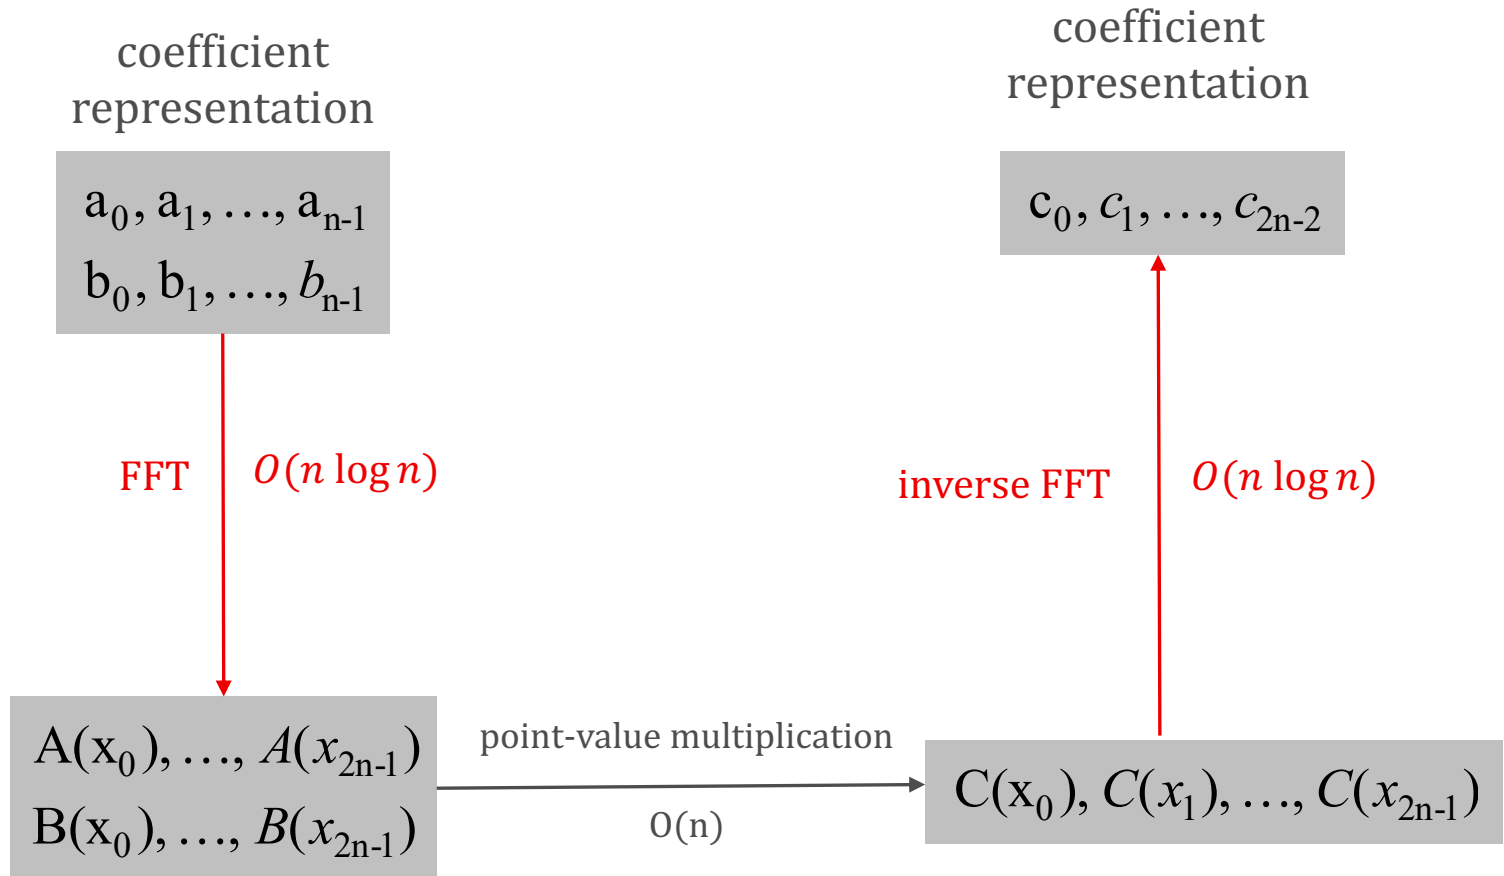 coefficient
representation
a₀, a₁, …, aₙ₋₁
b₀, b₁, …, bₙ₋₁
FFT
O(n log n)
A(x₀), …, A(x₂ₙ₋₁)
B(x₀), …, B(x₂ₙ₋₁)
point-value multiplication
O(n)
coefficient
representation
c₀, c₁, …, c₂ₙ₋₂
inverse FFT
O(n log n)
C(x₀), C(x₁), …, C(x₂ₙ₋₁)